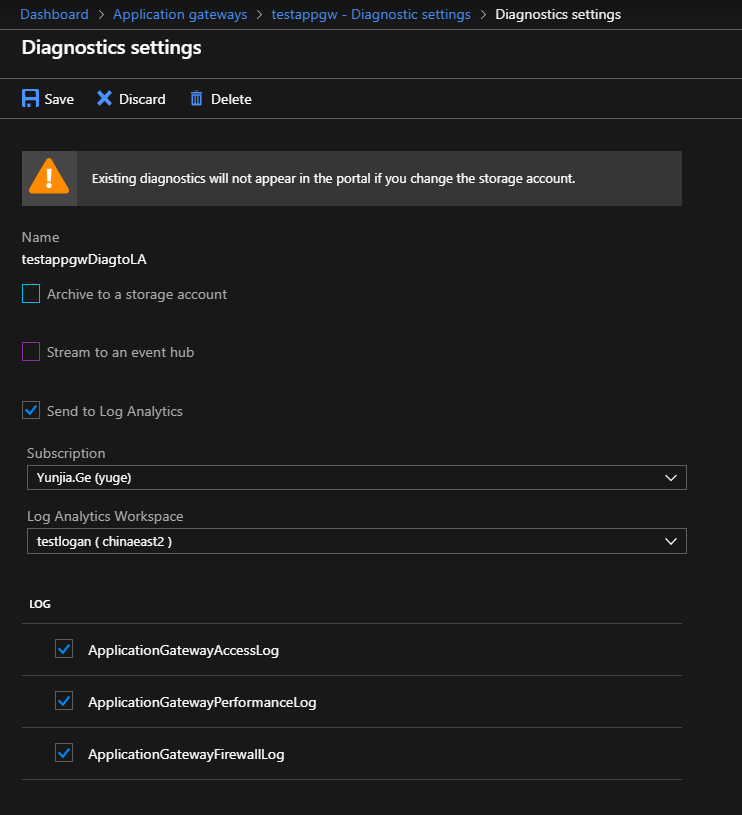 Dashboard > Application gateways > testappgw - Diagnostic settings > Diagnostics settings
Diagnostics settings
Save Discard Delete
Existing diagnostics will not appear in the portal if you change the storage account.
Name
testappgwDiagtoLA
Archive to a storage account
Stream to an event hub
Send to Log Analytics
Subscription
Yunjia.Ge (yuge)
Log Analytics Workspace
testlogan ( chinaeast2 )
LOG
ApplicationGatewayAccessLog
ApplicationGatewayPerformanceLog
ApplicationGatewayFirewallLog